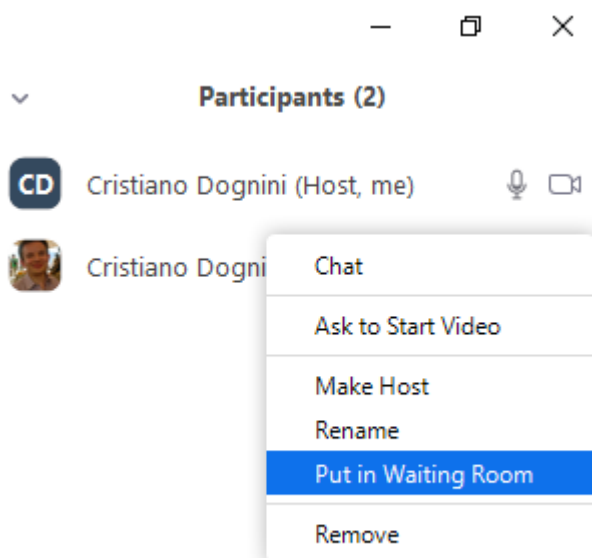 Participants (2)
CD Cristiano Dognini (Host, me)
Cristiano Dogni
Chat
Ask to Start Video
Make Host
Rename
Put in Waiting Room
Remove